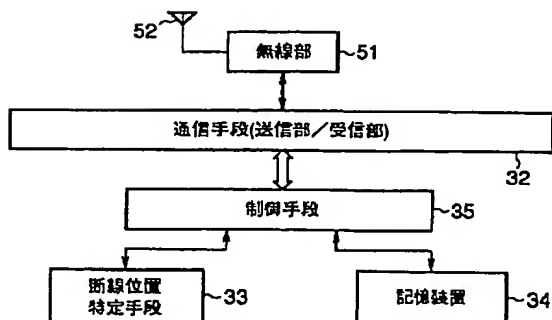 52
無線部
51
通信手段(送信部/受信部)
32
制御手段
35
断線位置
特定手段
33
記憶装置
34